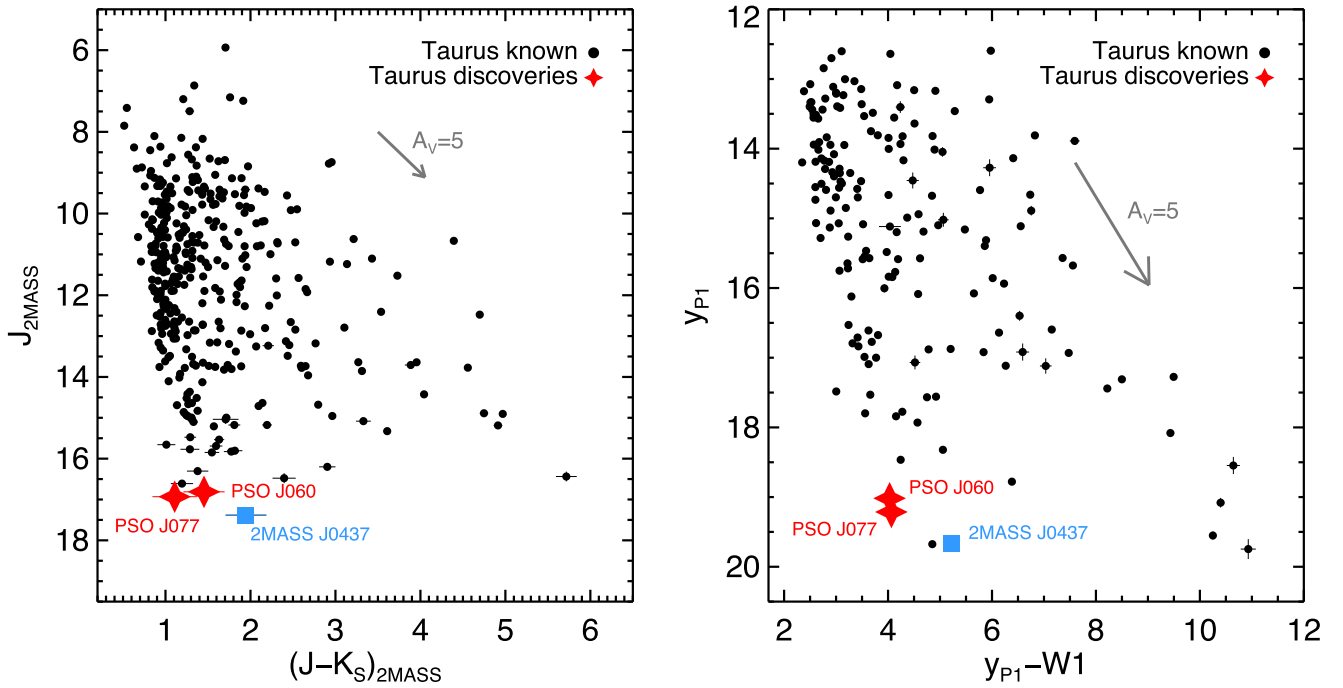 Taurus known
Taurus discoveries
A_V=5
PSO J060
PSO J077
2MASS J0437
6
8
10
12
14
16
18
J_2MASS
1 2 3 4 5 6
(J−K_S)_2MASS
Taurus known
Taurus discoveries
A_V=5
PSO J060
PSO J077
2MASS J0437
12
14
16
18
20
y_P1
2 4 6 8 10 12
y_P1−W1